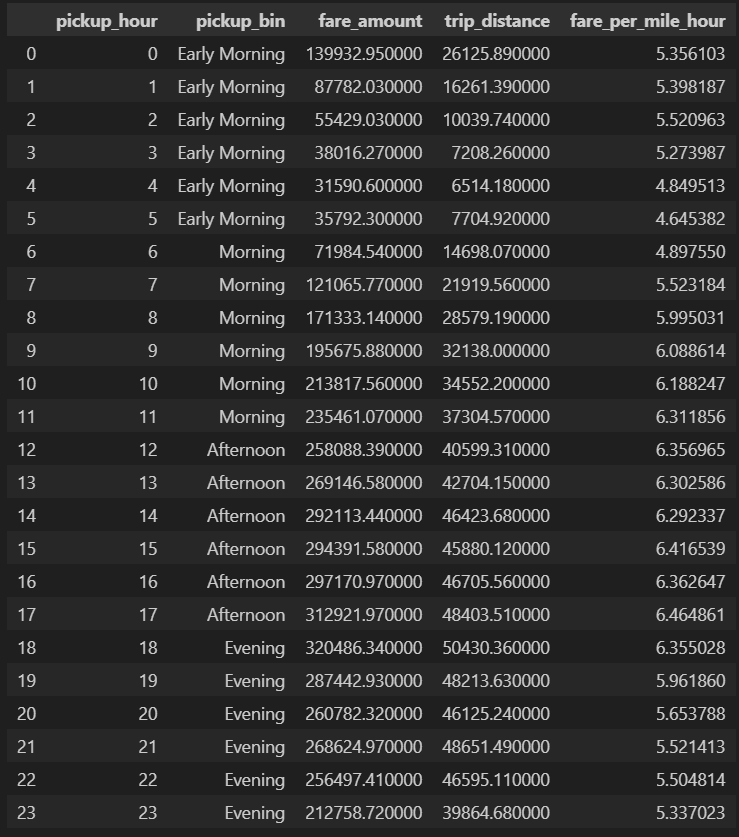 pickup_hour pickup_bin fare_amount trip_distance fare_per_mile_hour
0 0 Early Morning 139932.950000 26125.890000 5.356103
1 1 Early Morning 87782.030000 16261.390000 5.398187
2 2 Early Morning 55429.030000 10039.740000 5.520963
3 3 Early Morning 38016.270000 7208.260000 5.273987
4 4 Early Morning 31590.600000 6514.180000 4.849513
5 5 Early Morning 35792.300000 7704.920000 4.645382
6 6 Morning 71984.540000 14698.070000 4.897550
7 7 Morning 121065.770000 21919.560000 5.523184
8 8 Morning 171333.140000 28579.190000 5.995031
9 9 Morning 195675.880000 32138.000000 6.088614
10 10 Morning 213817.560000 34552.200000 6.188247
11 11 Morning 235461.070000 37304.570000 6.311856
12 12 Afternoon 258088.390000 40599.310000 6.356965
13 13 Afternoon 269146.580000 42704.150000 6.302586
14 14 Afternoon 292113.440000 46423.680000 6.292337
15 15 Afternoon 294391.580000 45880.120000 6.416539
16 16 Afternoon 297170.970000 46705.560000 6.362647
17 17 Afternoon 312921.970000 48403.510000 6.464861
18 18 Evening 320486.340000 50430.360000 6.355028
19 19 Evening 287442.930000 48213.630000 5.961860
20 20 Evening 260782.320000 46125.240000 5.653788
21 21 Evening 268624.970000 48651.490000 5.521413
22 22 Evening 256497.410000 46595.110000 5.504814
23 23 Evening 212758.720000 39864.680000 5.337023